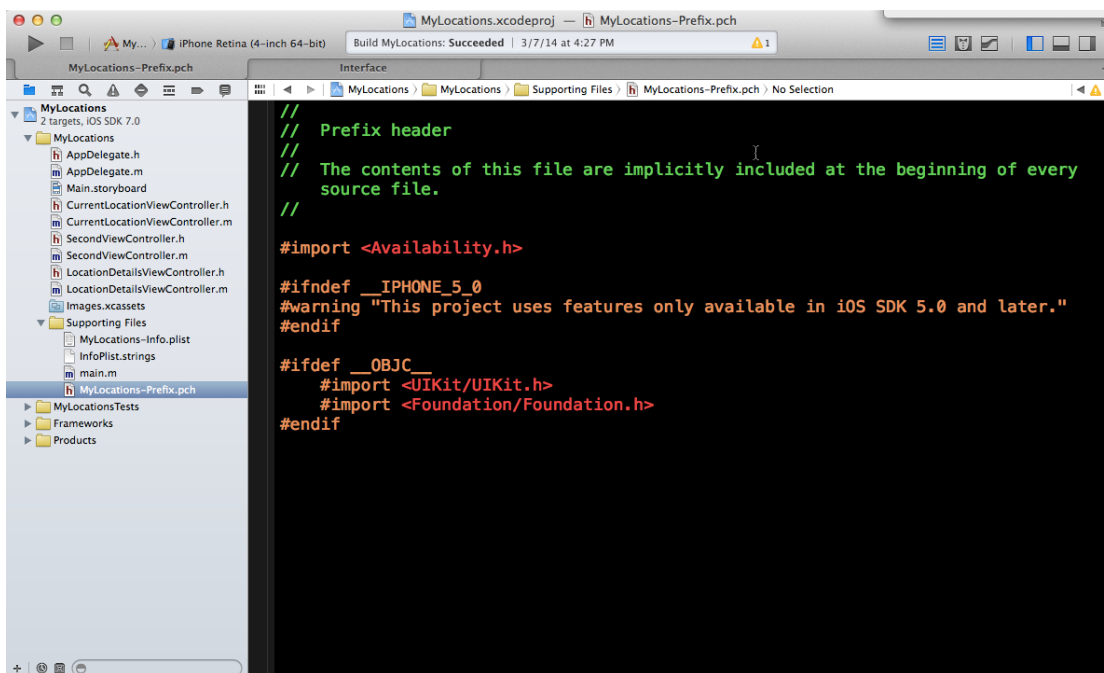 MyLocations.xcodeproj — MyLocations-Prefix.pch
My... iPhone Retina (4-inch 64-bit)
Build MyLocations: Succeeded | 3/7/14 at 4:27 PM
1
MyLocations-Prefix.pch
Interface
MyLocations 〉 MyLocations 〉 Supporting Files 〉 MyLocations-Prefix.pch 〉 No Selection
MyLocations
2 targets, iOS SDK 7.0
MyLocations
AppDelegate.h
AppDelegate.m
Main.storyboard
CurrentLocationViewController.h
CurrentLocationViewController.m
SecondViewController.h
SecondViewController.m
LocationDetailsViewController.h
LocationDetailsViewController.m
Images.xcassets
Supporting Files
MyLocations-Info.plist
InfoPlist.strings
main.m
MyLocations-Prefix.pch
MyLocationsTests
Frameworks
Products
//
//  Prefix header
//
//  The contents of this file are implicitly included at the beginning of every
source file.
//
#import <Availability.h>
#ifndef __IPHONE_5_0
#warning "This project uses features only available in iOS SDK 5.0 and later."
#endif
#ifdef __OBJC__
#import <UIKit/UIKit.h>
#import <Foundation/Foundation.h>
#endif